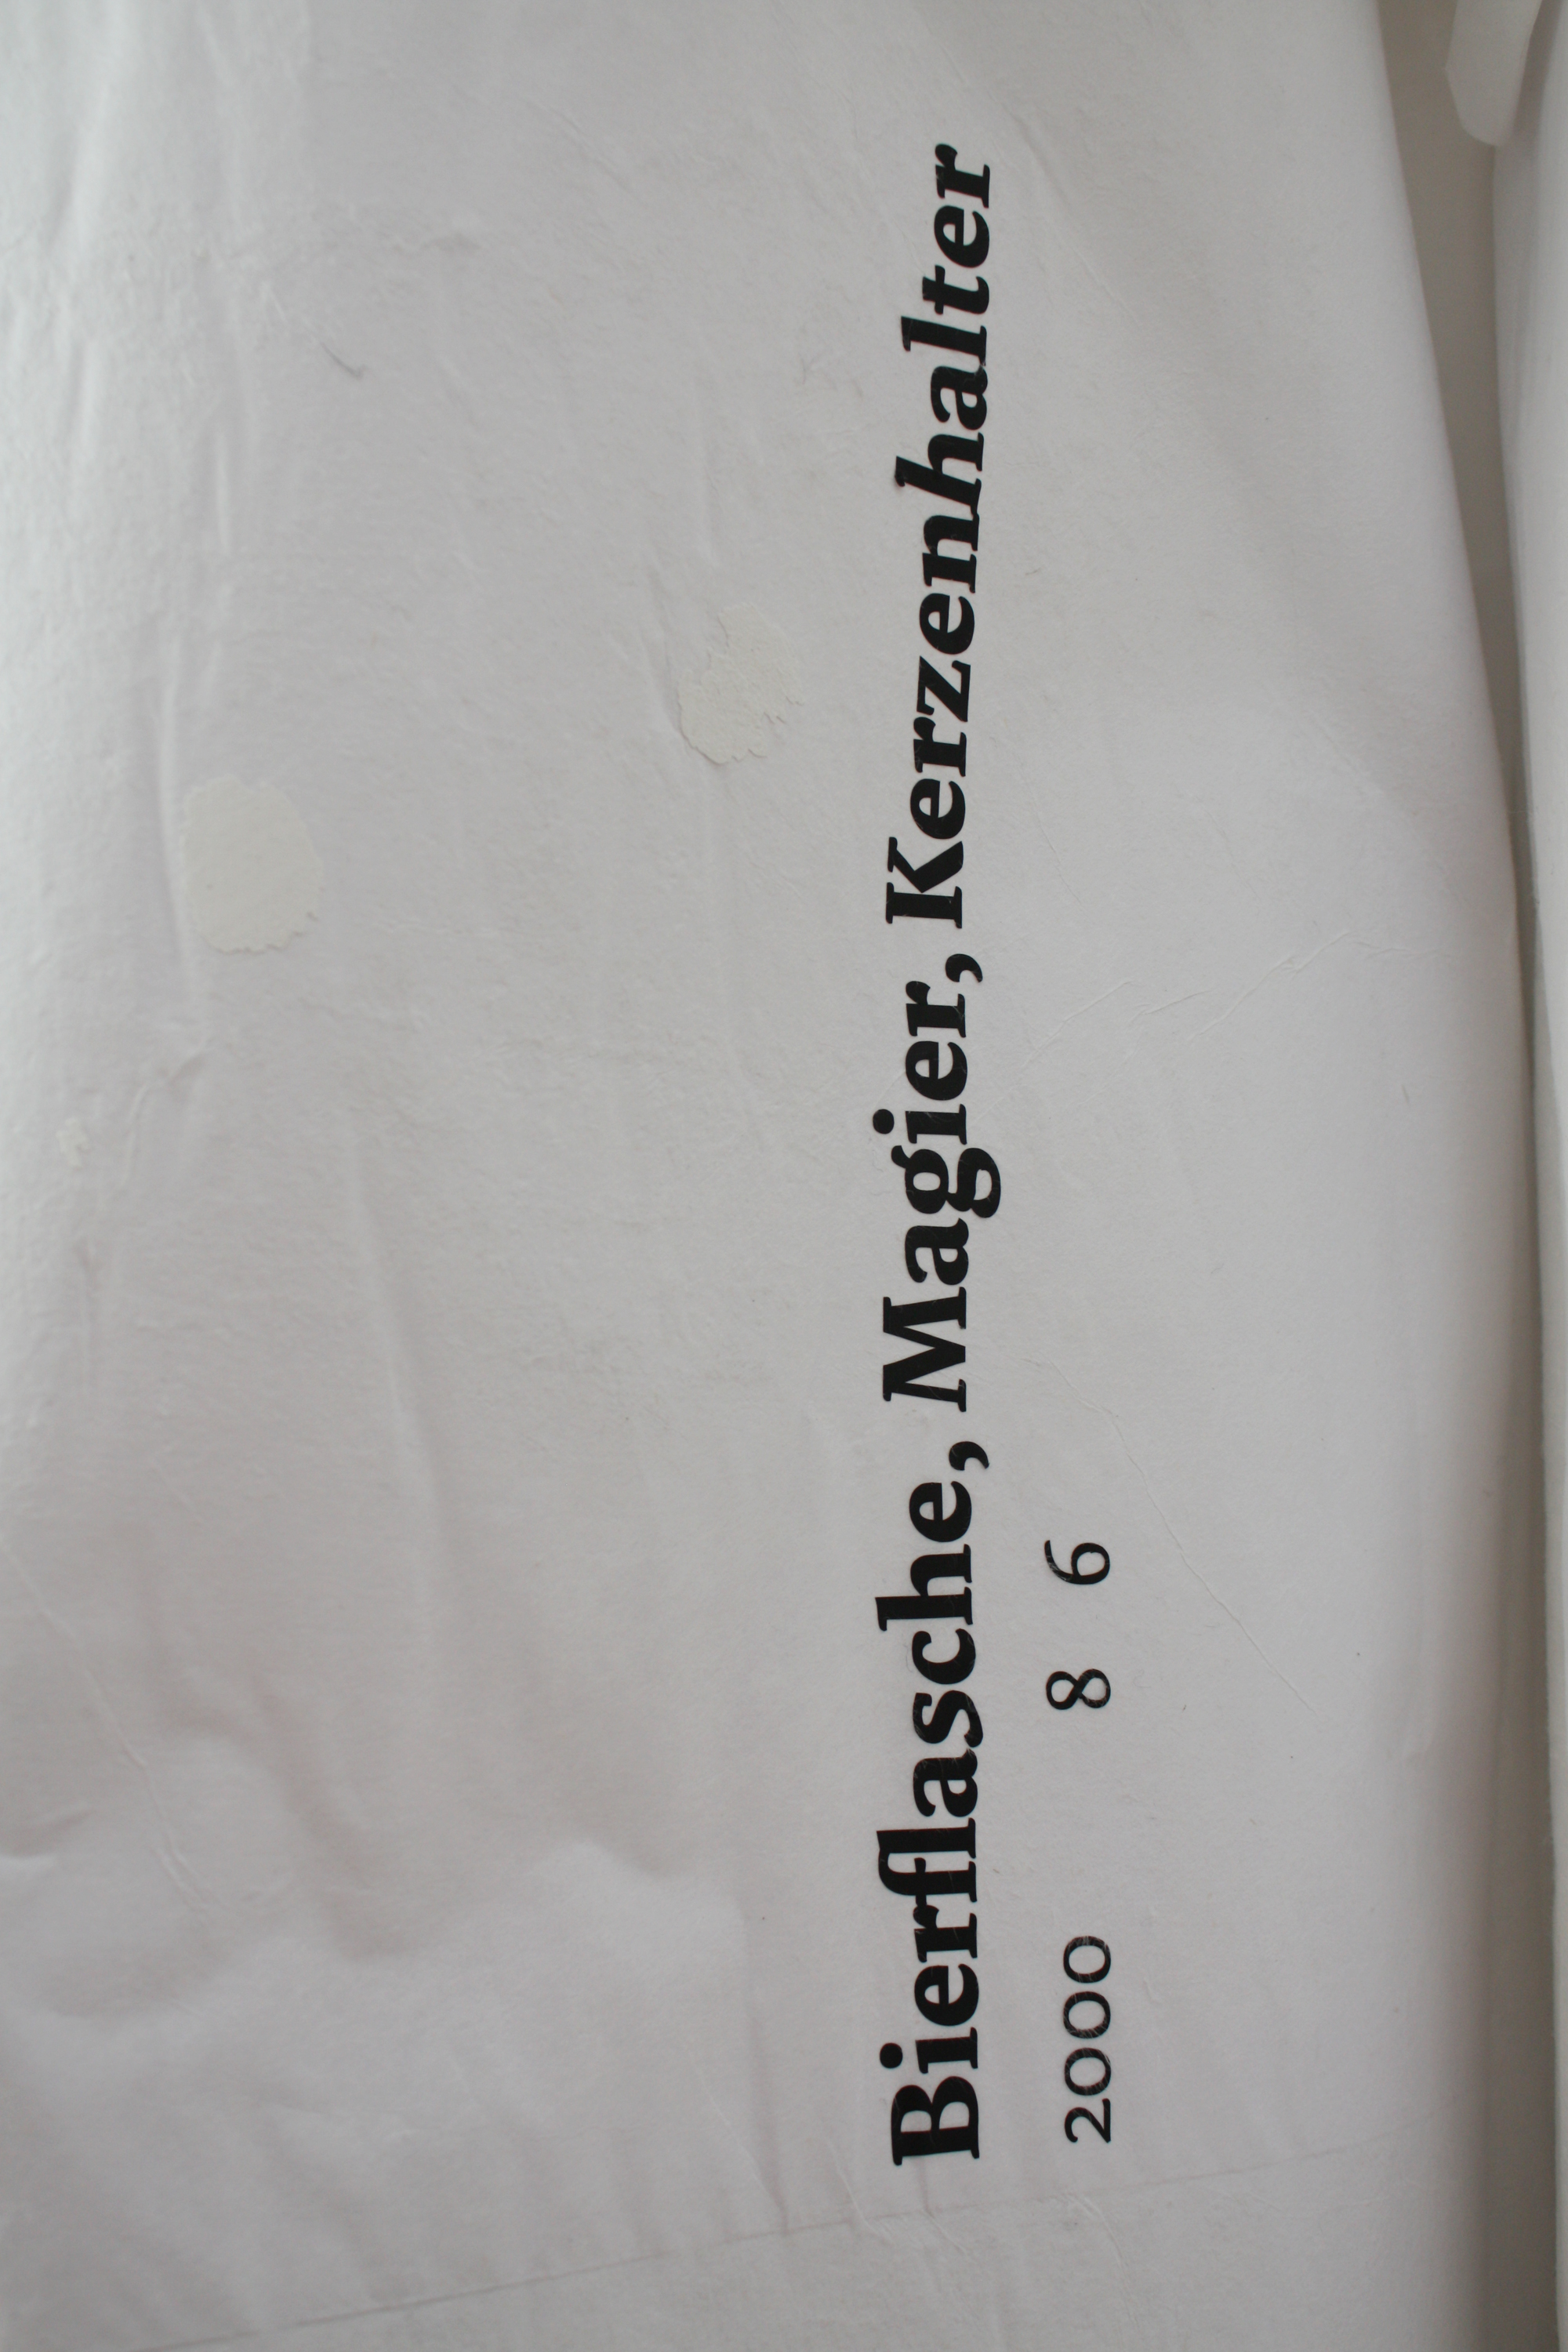 Bierflasche, Magier, Kerzenhalter
2000 8 6